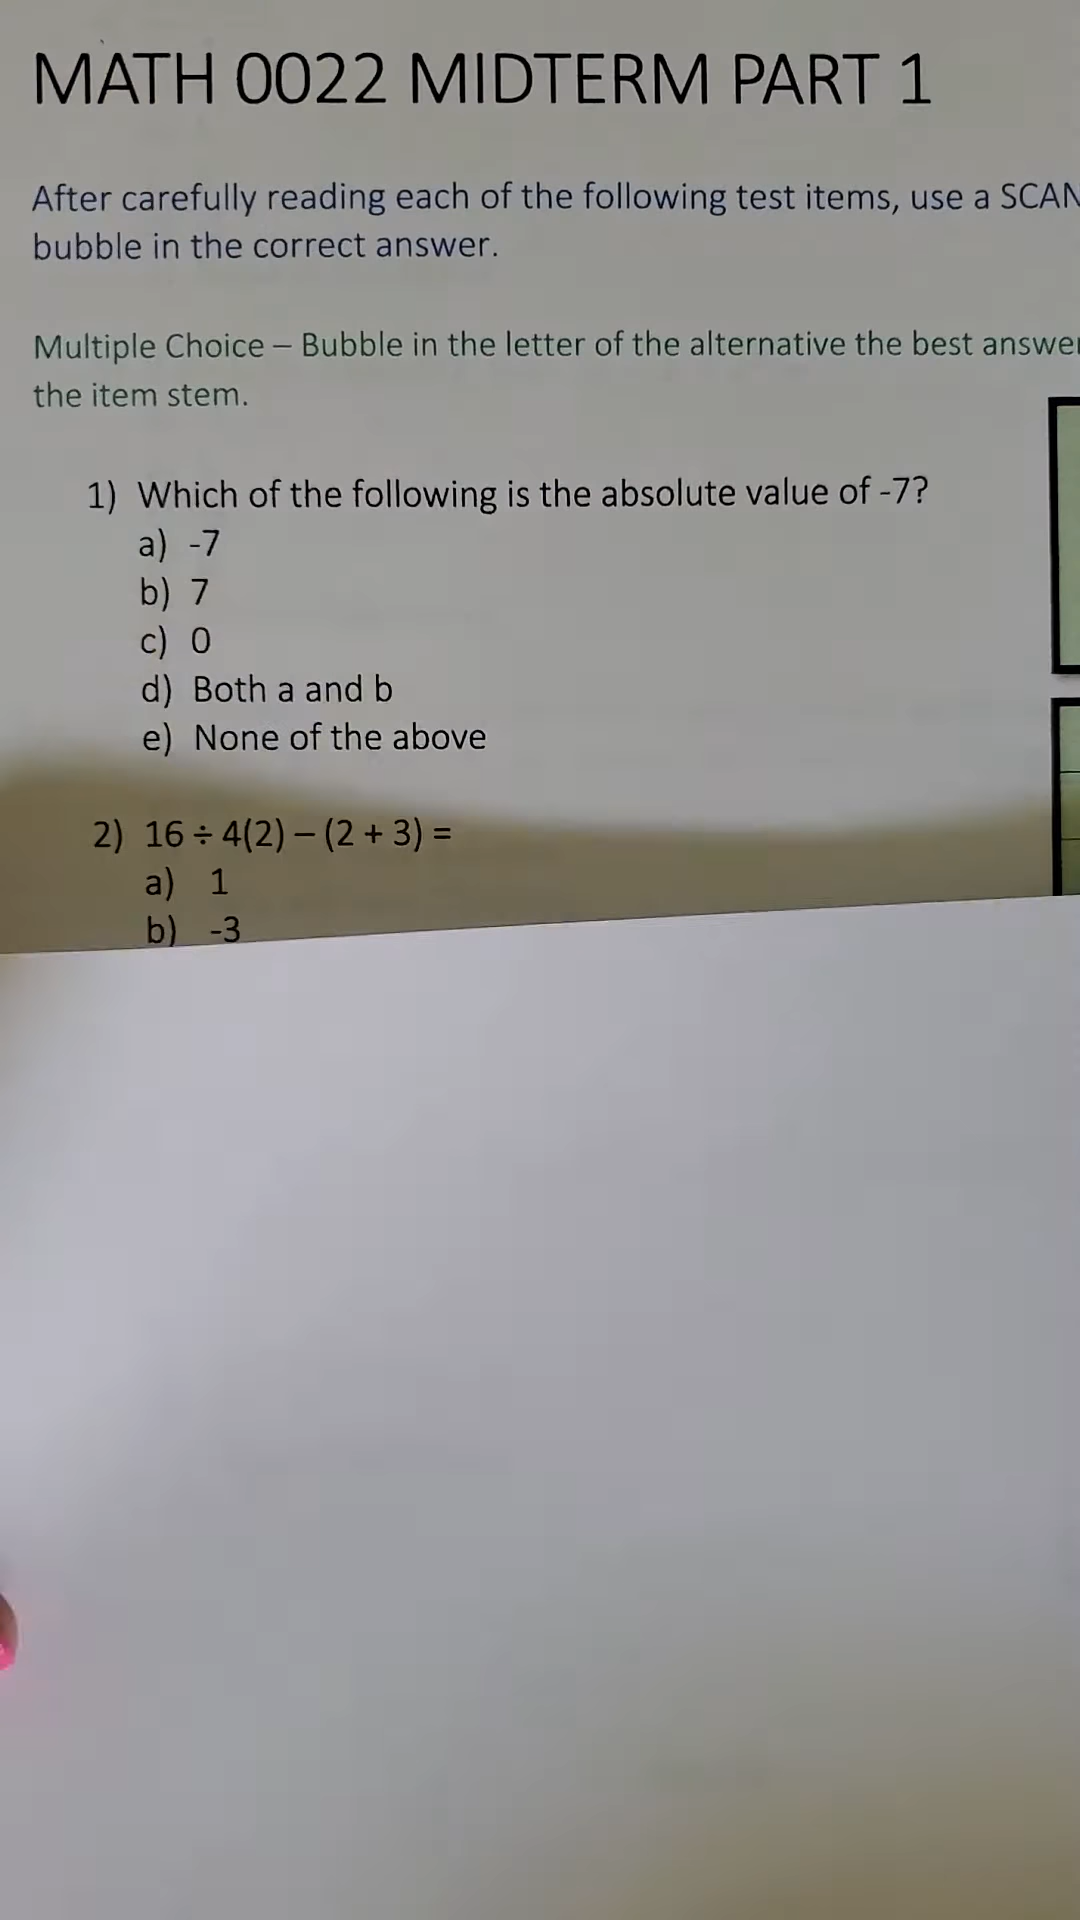 MATH 0022 MIDTERM PART 1
After carefully reading each of the following test items, use a SCAN
bubble in the correct answer.
Multiple Choice – Bubble in the letter of the alternative the best answer
the item stem.
1) Which of the following is the absolute value of -7?
a) -7
b) 7
c) 0
d) Both a and b
e) None of the above
2) 16 ÷ 4(2) – (2 + 3) =
a) 1
b) -3